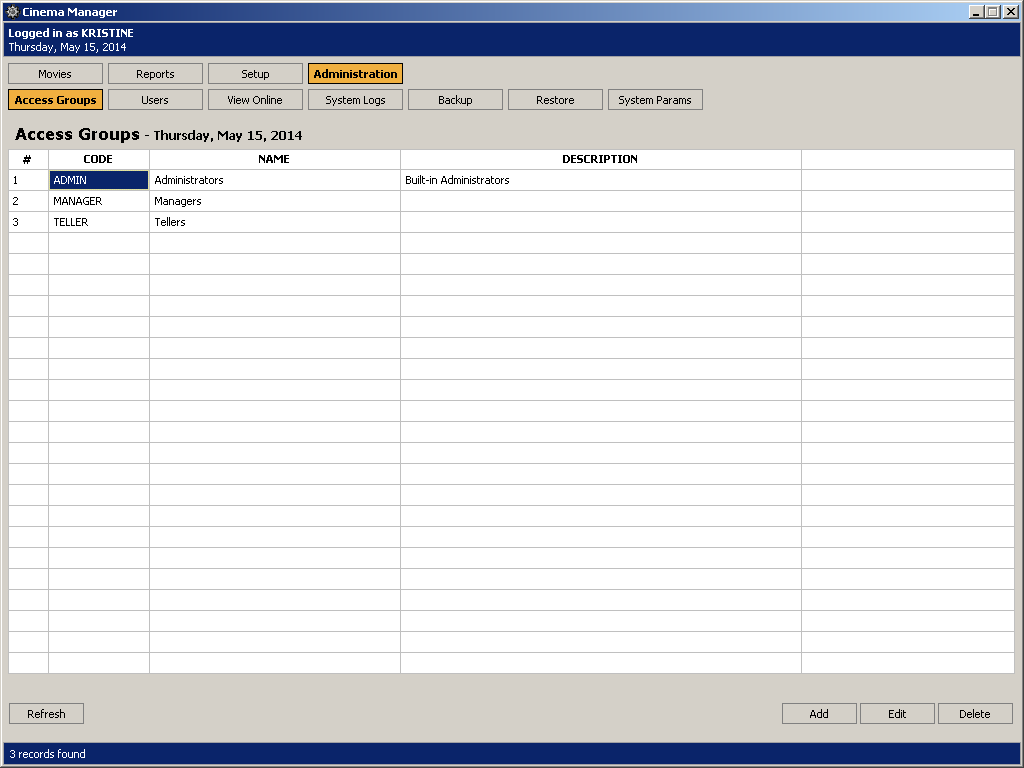 Cinema Manager
Logged in as KRISTINE
Thursday, May 15, 2014
Movies Reports Setup Administration
Access Groups Users View Online System Logs Backup Restore System Params
Access Groups - Thursday, May 15, 2014
# CODE NAME DESCRIPTION
1 ADMIN Administrators Built-in Administrators
2 MANAGER Managers
3 TELLER Tellers
Refresh Add Edit Delete
3 records found